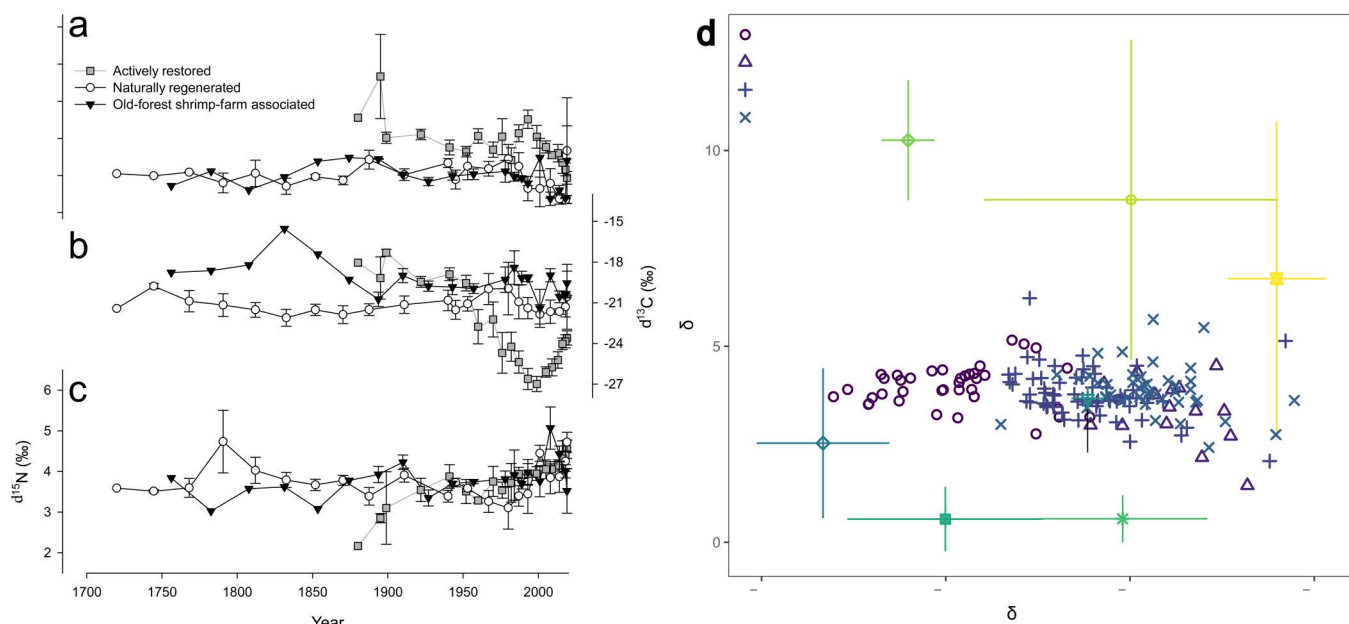 a
Actively restored
Naturally regenerated
Old-forest shrimp-farm associated
b
-15
-18
-21
-24
-27
d13C (‰)
c
6
5
4
3
2
d15N (‰)
1700 1750 1800 1850 1900 1950 2000
Year
d
10
5
0
δ
– – – –
δ